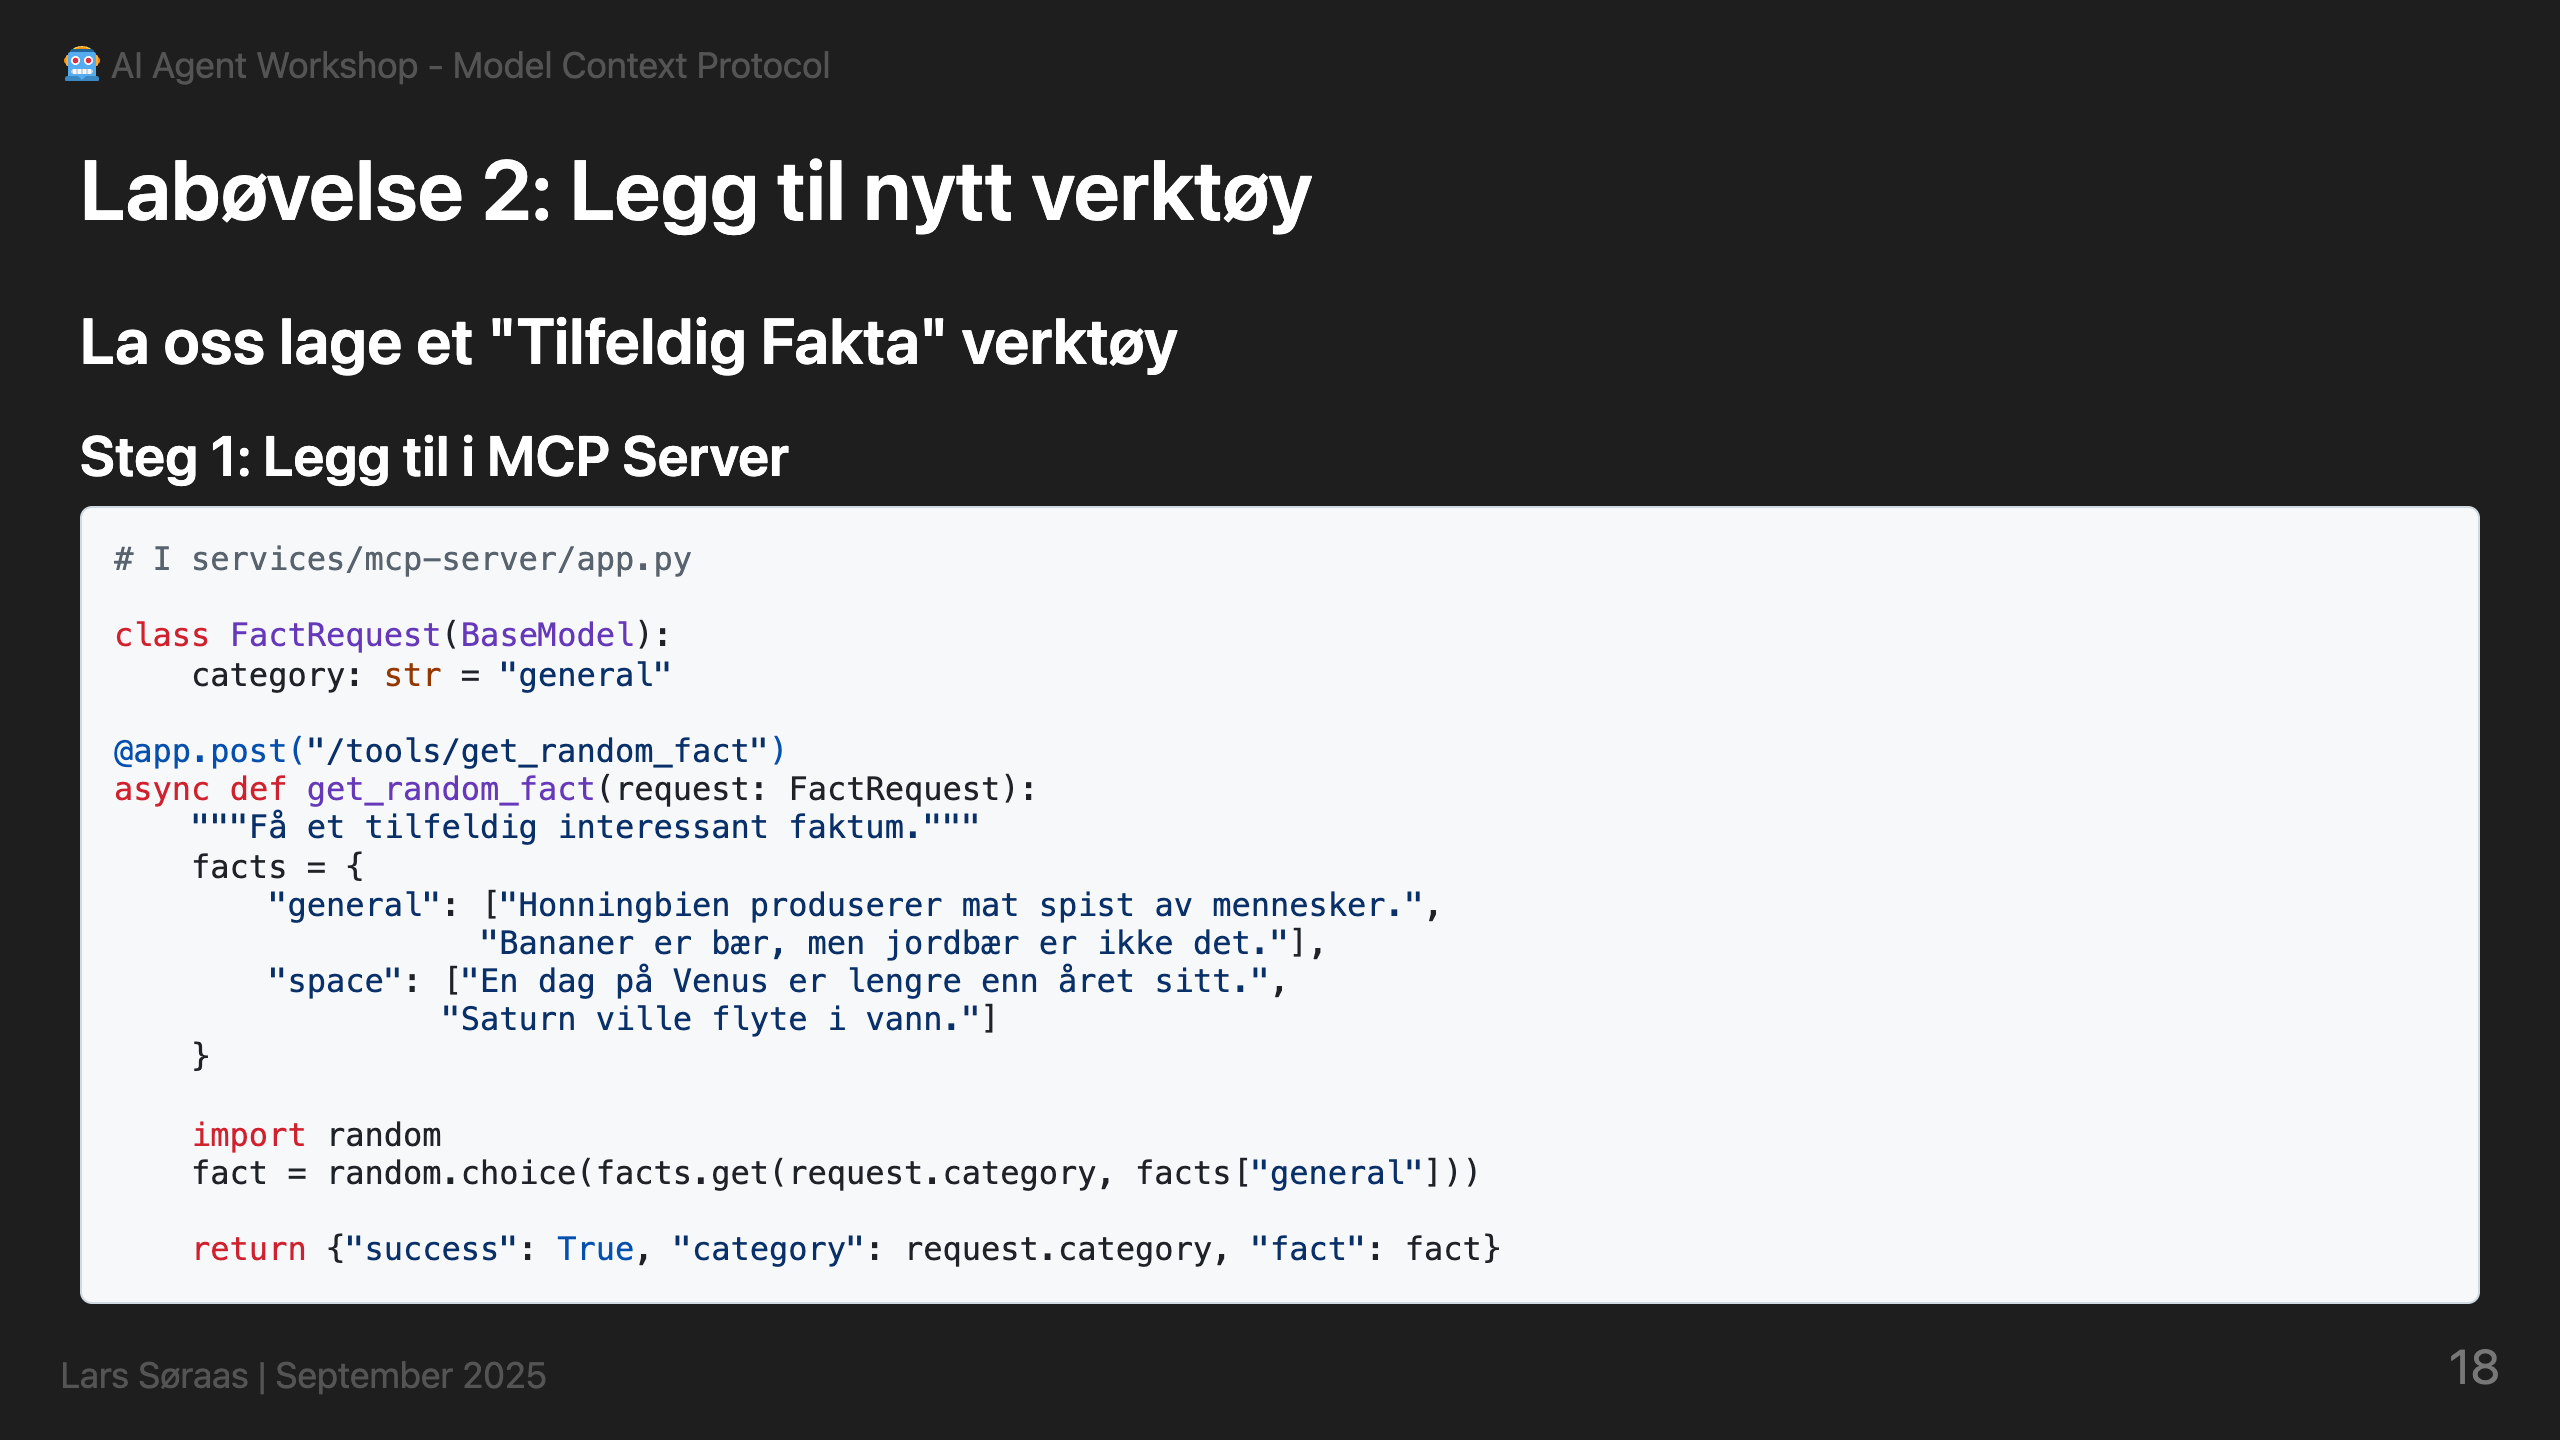 AI Agent Workshop - Model Context Protocol
Labøvelse 2: Legg til nytt verktøy
La oss lage et "Tilfeldig Fakta" verktøy
Steg 1: Legg til i MCP Server
# I services/mcp-server/app.py
class FactRequest(BaseModel):
    category: str = "general"
@app.post("/tools/get_random_fact")
async def get_random_fact(request: FactRequest):
    """Få et tilfeldig interessant faktum."""
    facts = {
        "general": ["Honningbien produserer mat spist av mennesker.",
                   "Bananer er bær, men jordbær er ikke det."],
        "space": ["En dag på Venus er lengre enn året sitt.",
                 "Saturn ville flyte i vann."]
    }
    import random
    fact = random.choice(facts.get(request.category, facts["general"]))
    return {"success": True, "category": request.category, "fact": fact}
Lars Søraas | September 2025
18